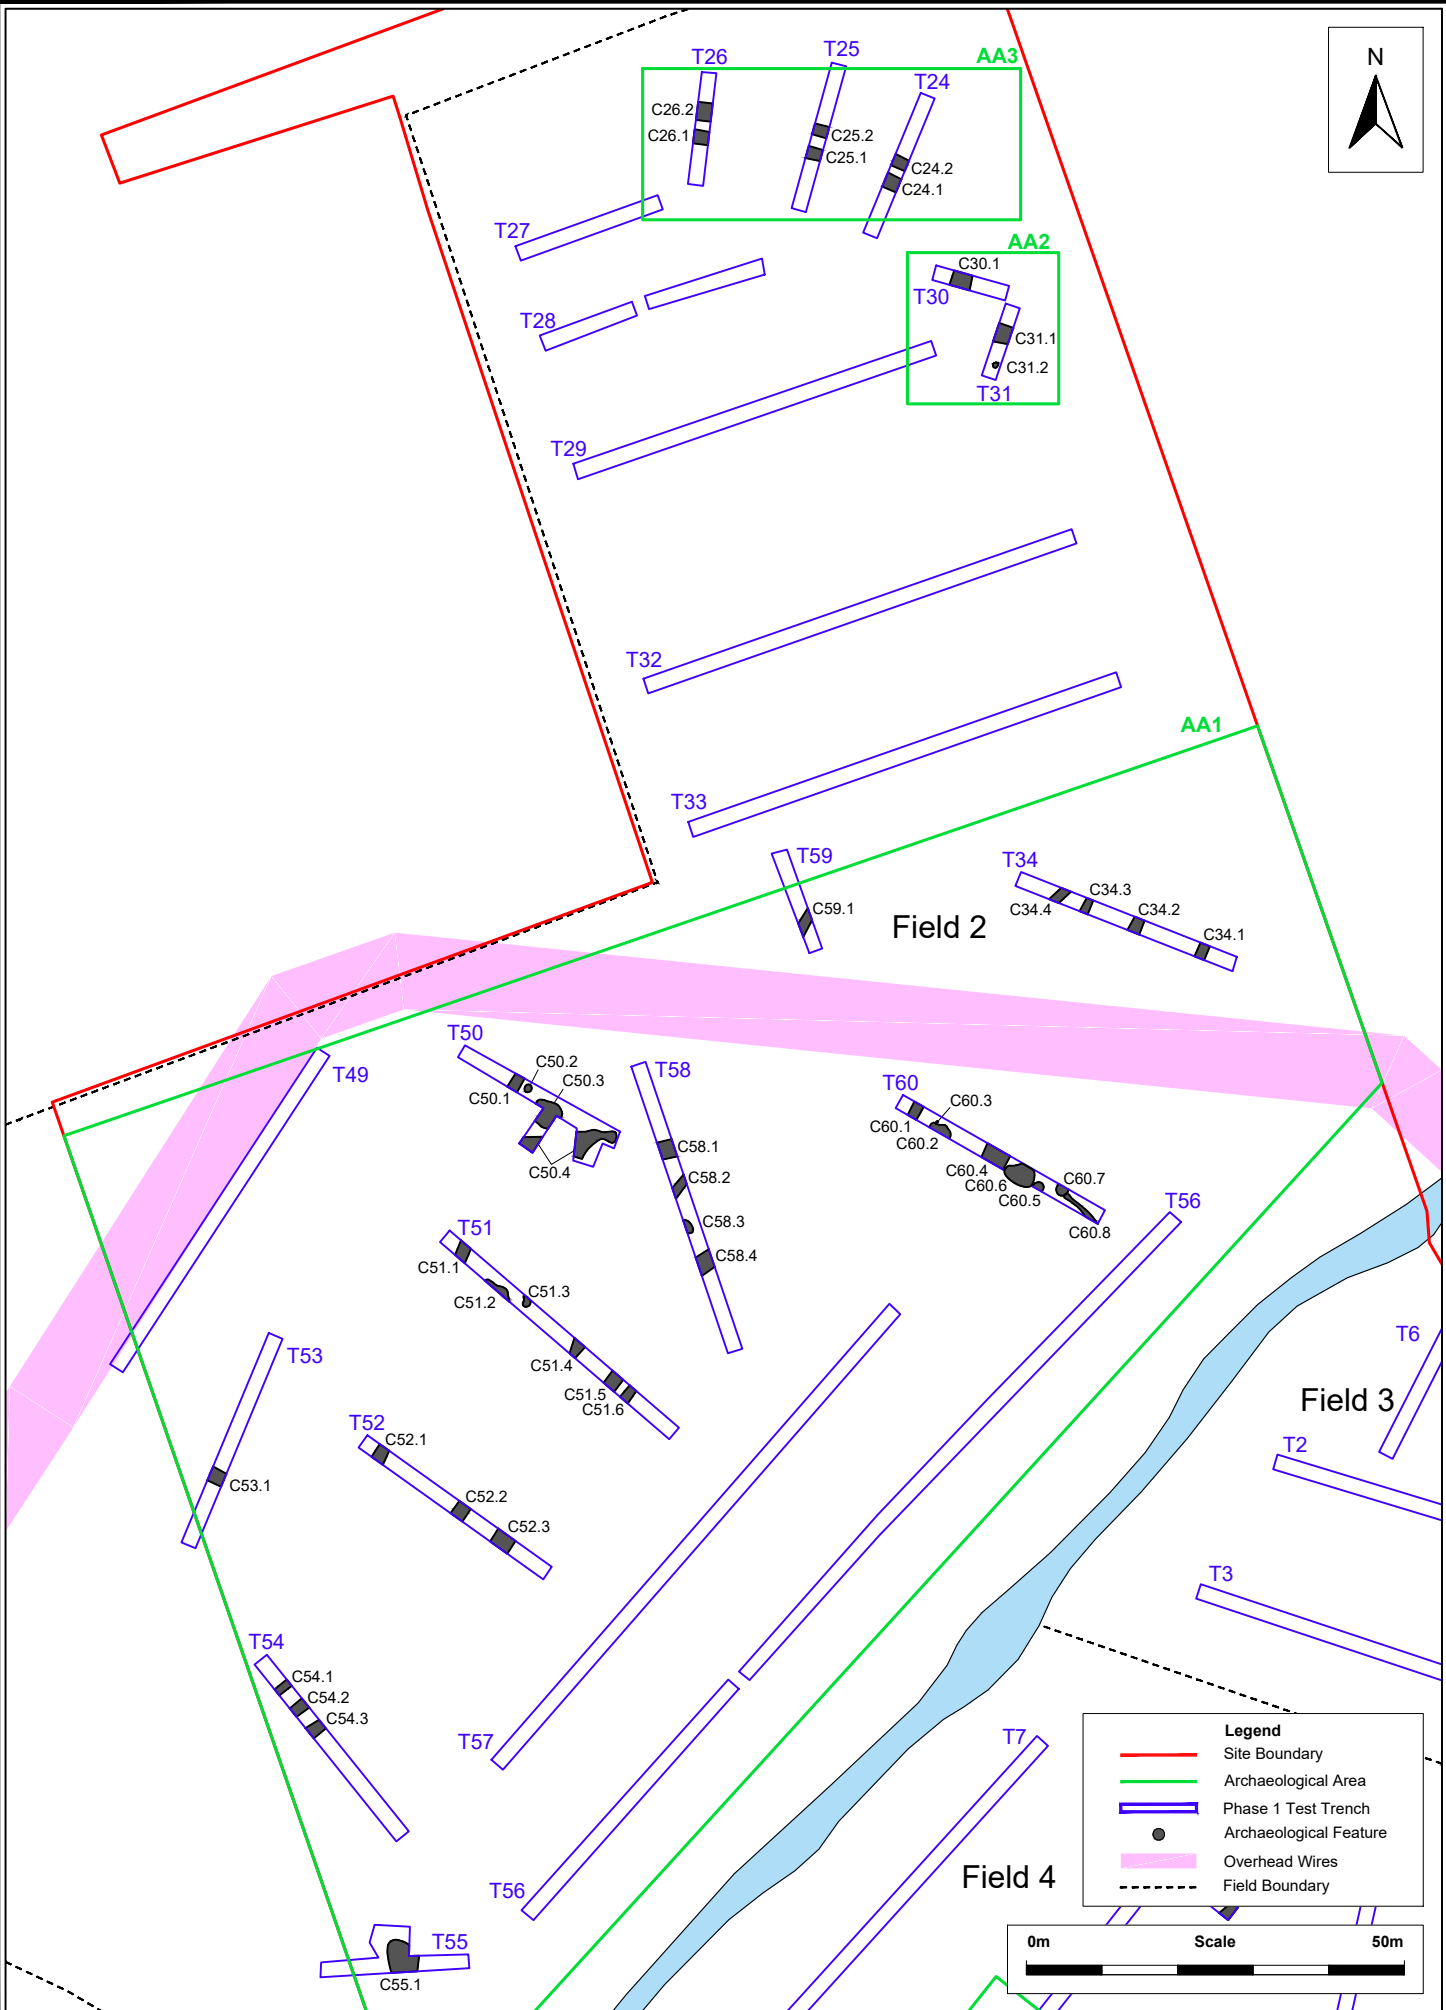 N
T25
T26
AA3
T24
C26.2
C26.1
C25.2
C25.1
C24.2
C24.1
T27
AA2
C30.1
T30
T28
C31.1
C31.2
T31
T29
T32
AA1
T33
T59
T34
C34.3
C34.4
C34.2
C34.1
C59.1
Field 2
T50
C50.2
C50.3
C50.1
C50.4
T49
T58
C58.1
C58.2
C58.3
C58.4
T60
C60.3
C60.1
C60.2
C60.4
C60.6
C60.5
C60.7
C60.8
T56
T51
C51.1
C51.2
C51.3
C51.4
C51.5
C51.6
T53
C53.1
T6
Field 3
T2
T52
C52.1
C52.2
C52.3
T3
T54
C54.1
C54.2
C54.3
T57
T7
T56
Field 4
T55
C55.1
Legend
Site Boundary
Archaeological Area
Phase 1 Test Trench
Archaeological Feature
Overhead Wires
Field Boundary
0m Scale 50m